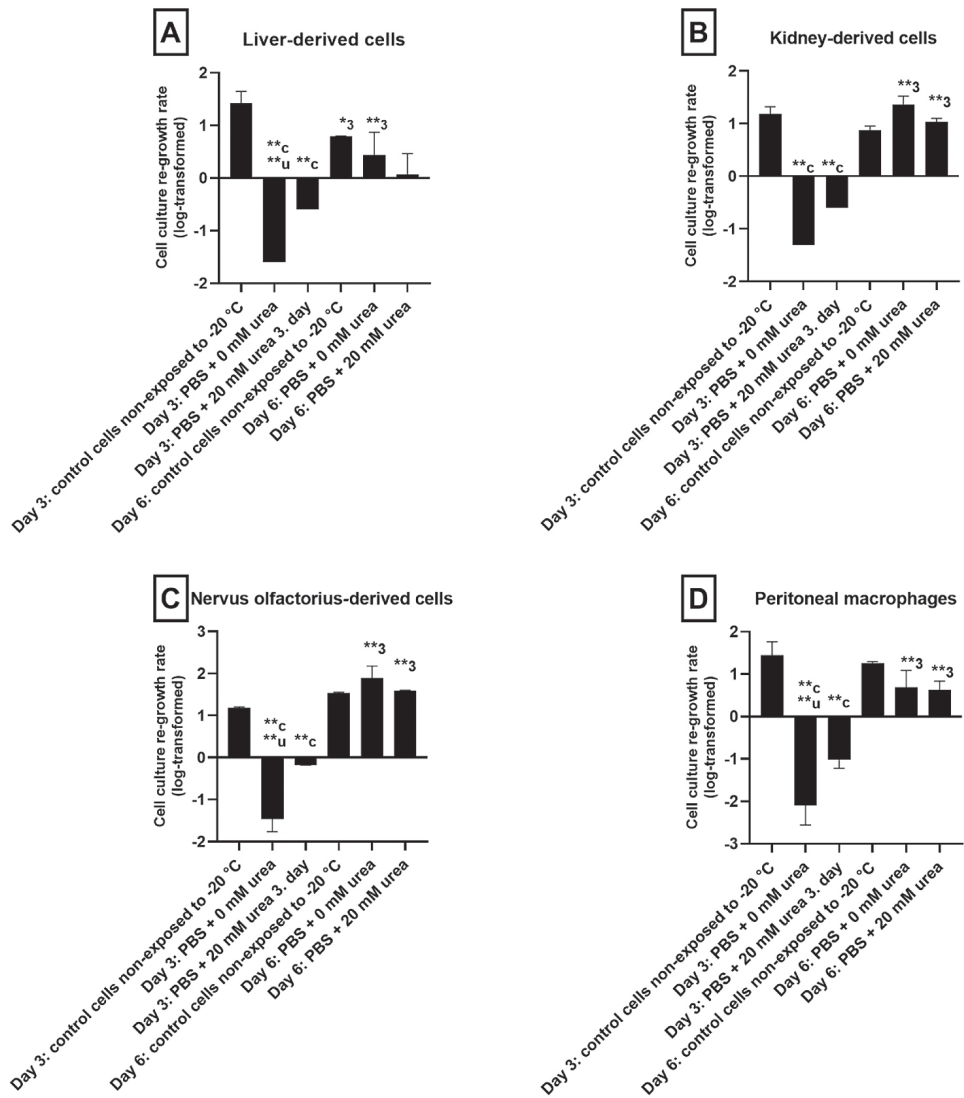 A
Liver-derived cells
Cell culture re-growth rate
(log-transformed)
2
1
0
-1
-2
**c
**u
**c
*3
**3
Day 3: control cells non-exposed to -20 °C
Day 3: PBS + 0 mM urea
Day 3: PBS + 20 mM urea 3. day
Day 6: control cells non-exposed to -20 °C
Day 6: PBS + 0 mM urea
Day 6: PBS + 20 mM urea
B
Kidney-derived cells
Cell culture re-growth rate
(log-transformed)
2
1
0
-1
-2
**c
**c
**3
**3
Day 3: control cells non-exposed to -20 °C
Day 3: PBS + 0 mM urea
Day 3: PBS + 20 mM urea 3. day
Day 6: control cells non-exposed to -20 °C
Day 6: PBS + 0 mM urea
Day 6: PBS + 20 mM urea
C
Nervus olfactorius-derived cells
Cell culture re-growth rate
(log-transformed)
3
2
1
0
-1
-2
**c
**u
**c
**3
**3
Day 3: control cells non-exposed to -20 °C
Day 3: PBS + 0 mM urea
Day 3: PBS + 20 mM urea 3. day
Day 6: control cells non-exposed to -20 °C
Day 6: PBS + 0 mM urea
Day 6: PBS + 20 mM urea
D
Peritoneal macrophages
Cell culture re-growth rate
(log-transformed)
2
1
0
-1
-2
-3
**c
**u
**c
**3
**3
Day 3: control cells non-exposed to -20 °C
Day 3: PBS + 0 mM urea
Day 3: PBS + 20 mM urea 3. day
Day 6: control cells non-exposed to -20 °C
Day 6: PBS + 0 mM urea
Day 6: PBS + 20 mM urea